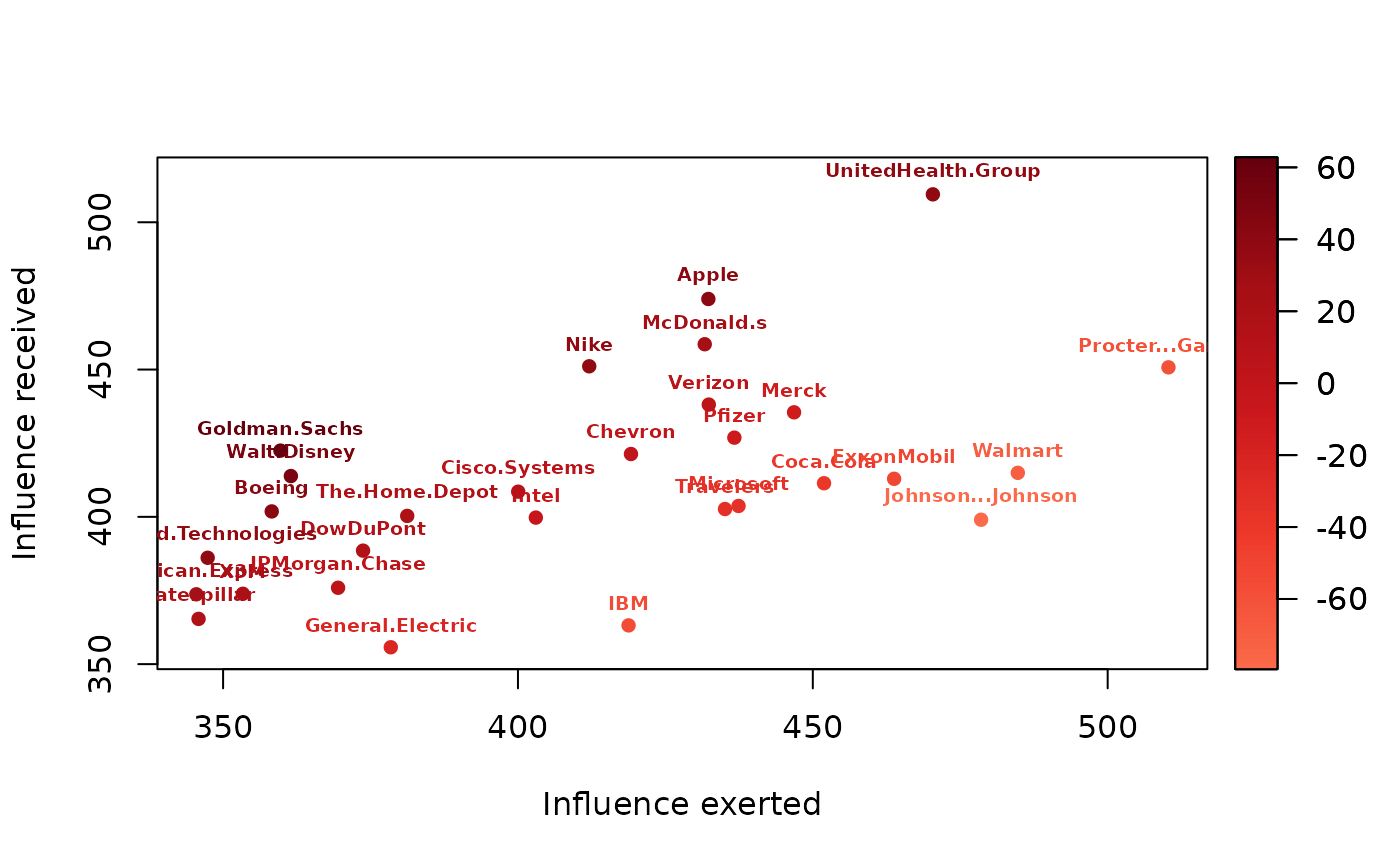 UnitedHealth.Group
Apple
McDonald.s
Nike
Procter...Ga
Verizon
Merck
Pfizer
Goldman.Sachs
Chevron
Walt.Disney
Coca.Cola
ExxonMobil
Walmart
Cisco.Systems
Boeing
The.Home.Depot
Intel
Travelers
Microsoft
Johnson...Johnson
d.Technologies
DowDuPont
ican.Express
X3M
JPMorgan.Chase
aterpillar
IBM
General.Electric
Influence received
500
450
400
350
350 400 450 500
Influence exerted
60
40
20
0
-20
-40
-60